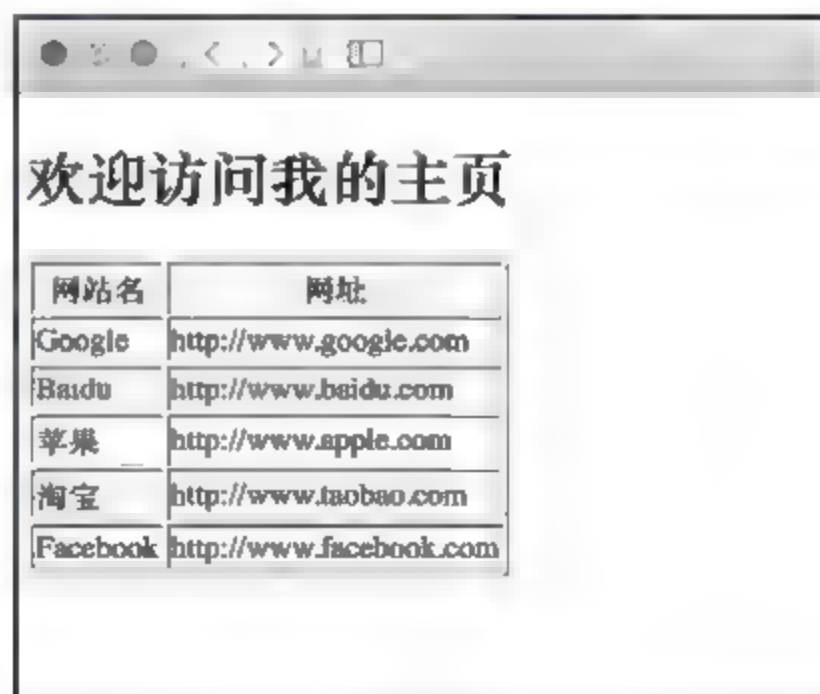 欢迎访问我的主页
网站名 网址
Google http://www.google.com
Baidu http://www.baidu.com
苹果 http://www.apple.com
淘宝 http://www.taobao.com
Facebook http://www.facebook.com